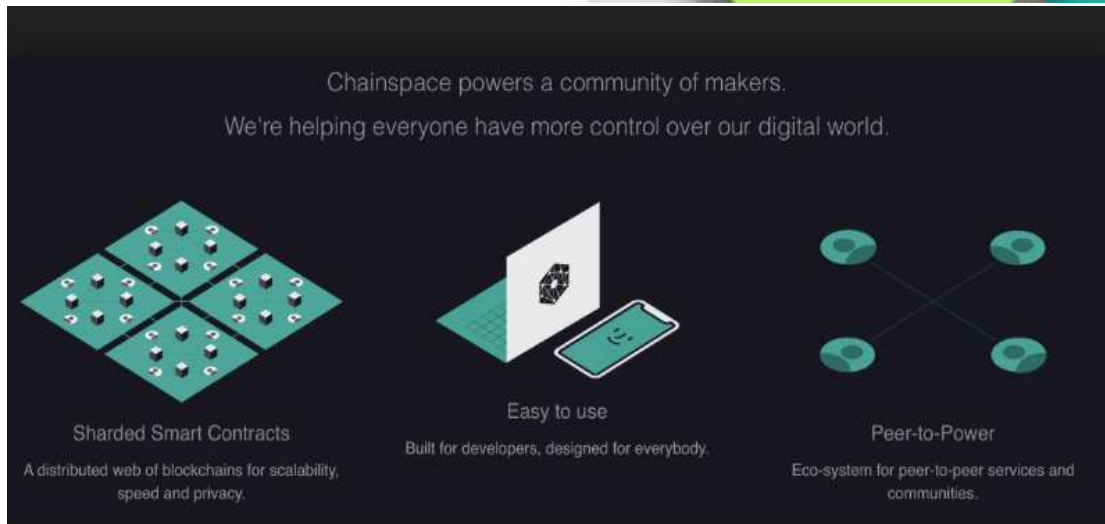 Chainspace powers a community of makers.
We're helping everyone have more control over our digital world.
Sharded Smart Contracts
A distributed web of blockchains for scalability,
speed and privacy.
Easy to use
Built for developers, designed for everybody.
Peer-to-Power
Eco-system for peer-to-peer services and
communities.